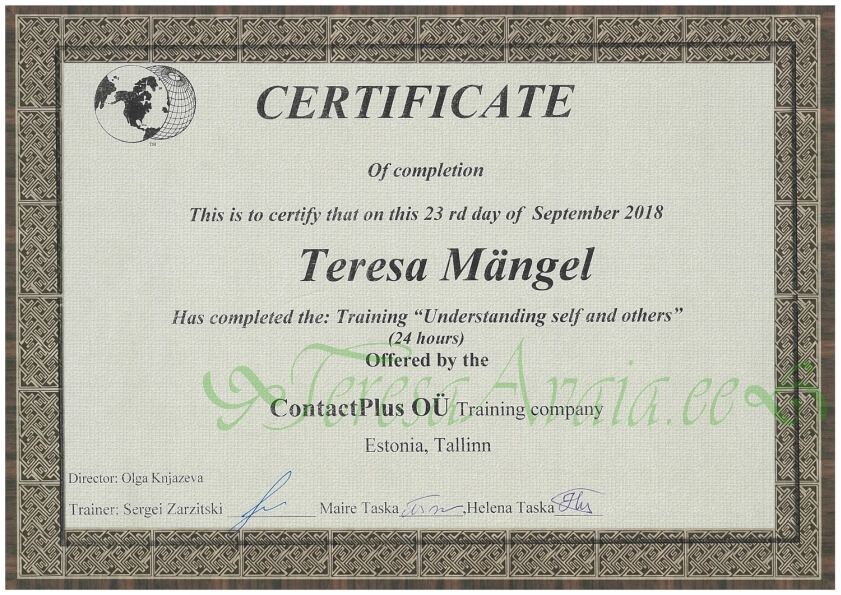 CERTIFICATE
TM
Of completion
This is to certify that on this 23 rd day of September 2018
Teresa Mängel
Has completed the: Training “Understanding self and others”
(24 hours)
Offered by the
TeresaAvaia.ee
ContactPlus OÜ Training company
Estonia, Tallinn
Director: Olga Knjazeva
Trainer: Sergei Zarzitski Maire Taska ,Helena Taska